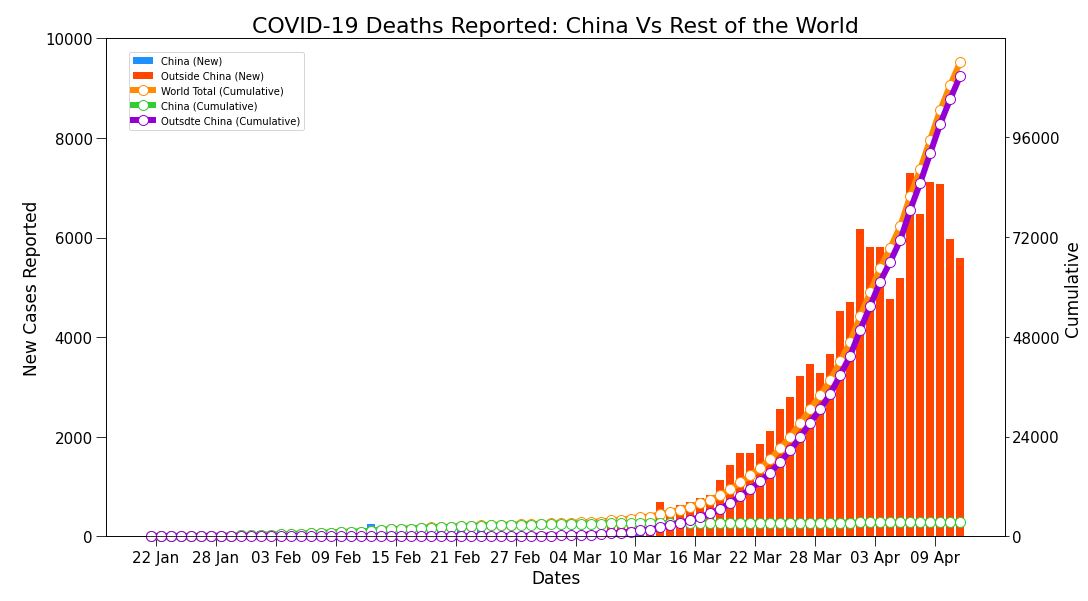 COVID-19 Deaths Reported: China Vs Rest of the World
10000
8000
6000
4000
2000
0
New Cases Reported
China (New)
Outside China (New)
World Total (Cumulative)
China (Cumulative)
Outsdte China (Cumulative)
96000
72000
48000
24000
0
Cumulative
22 Jan 28 Jan 03 Feb 09 Feb 15 Feb 21 Feb 27 Feb 04 Mar 10 Mar 16 Mar 22 Mar 28 Mar 03 Apr 09 Apr
Dates